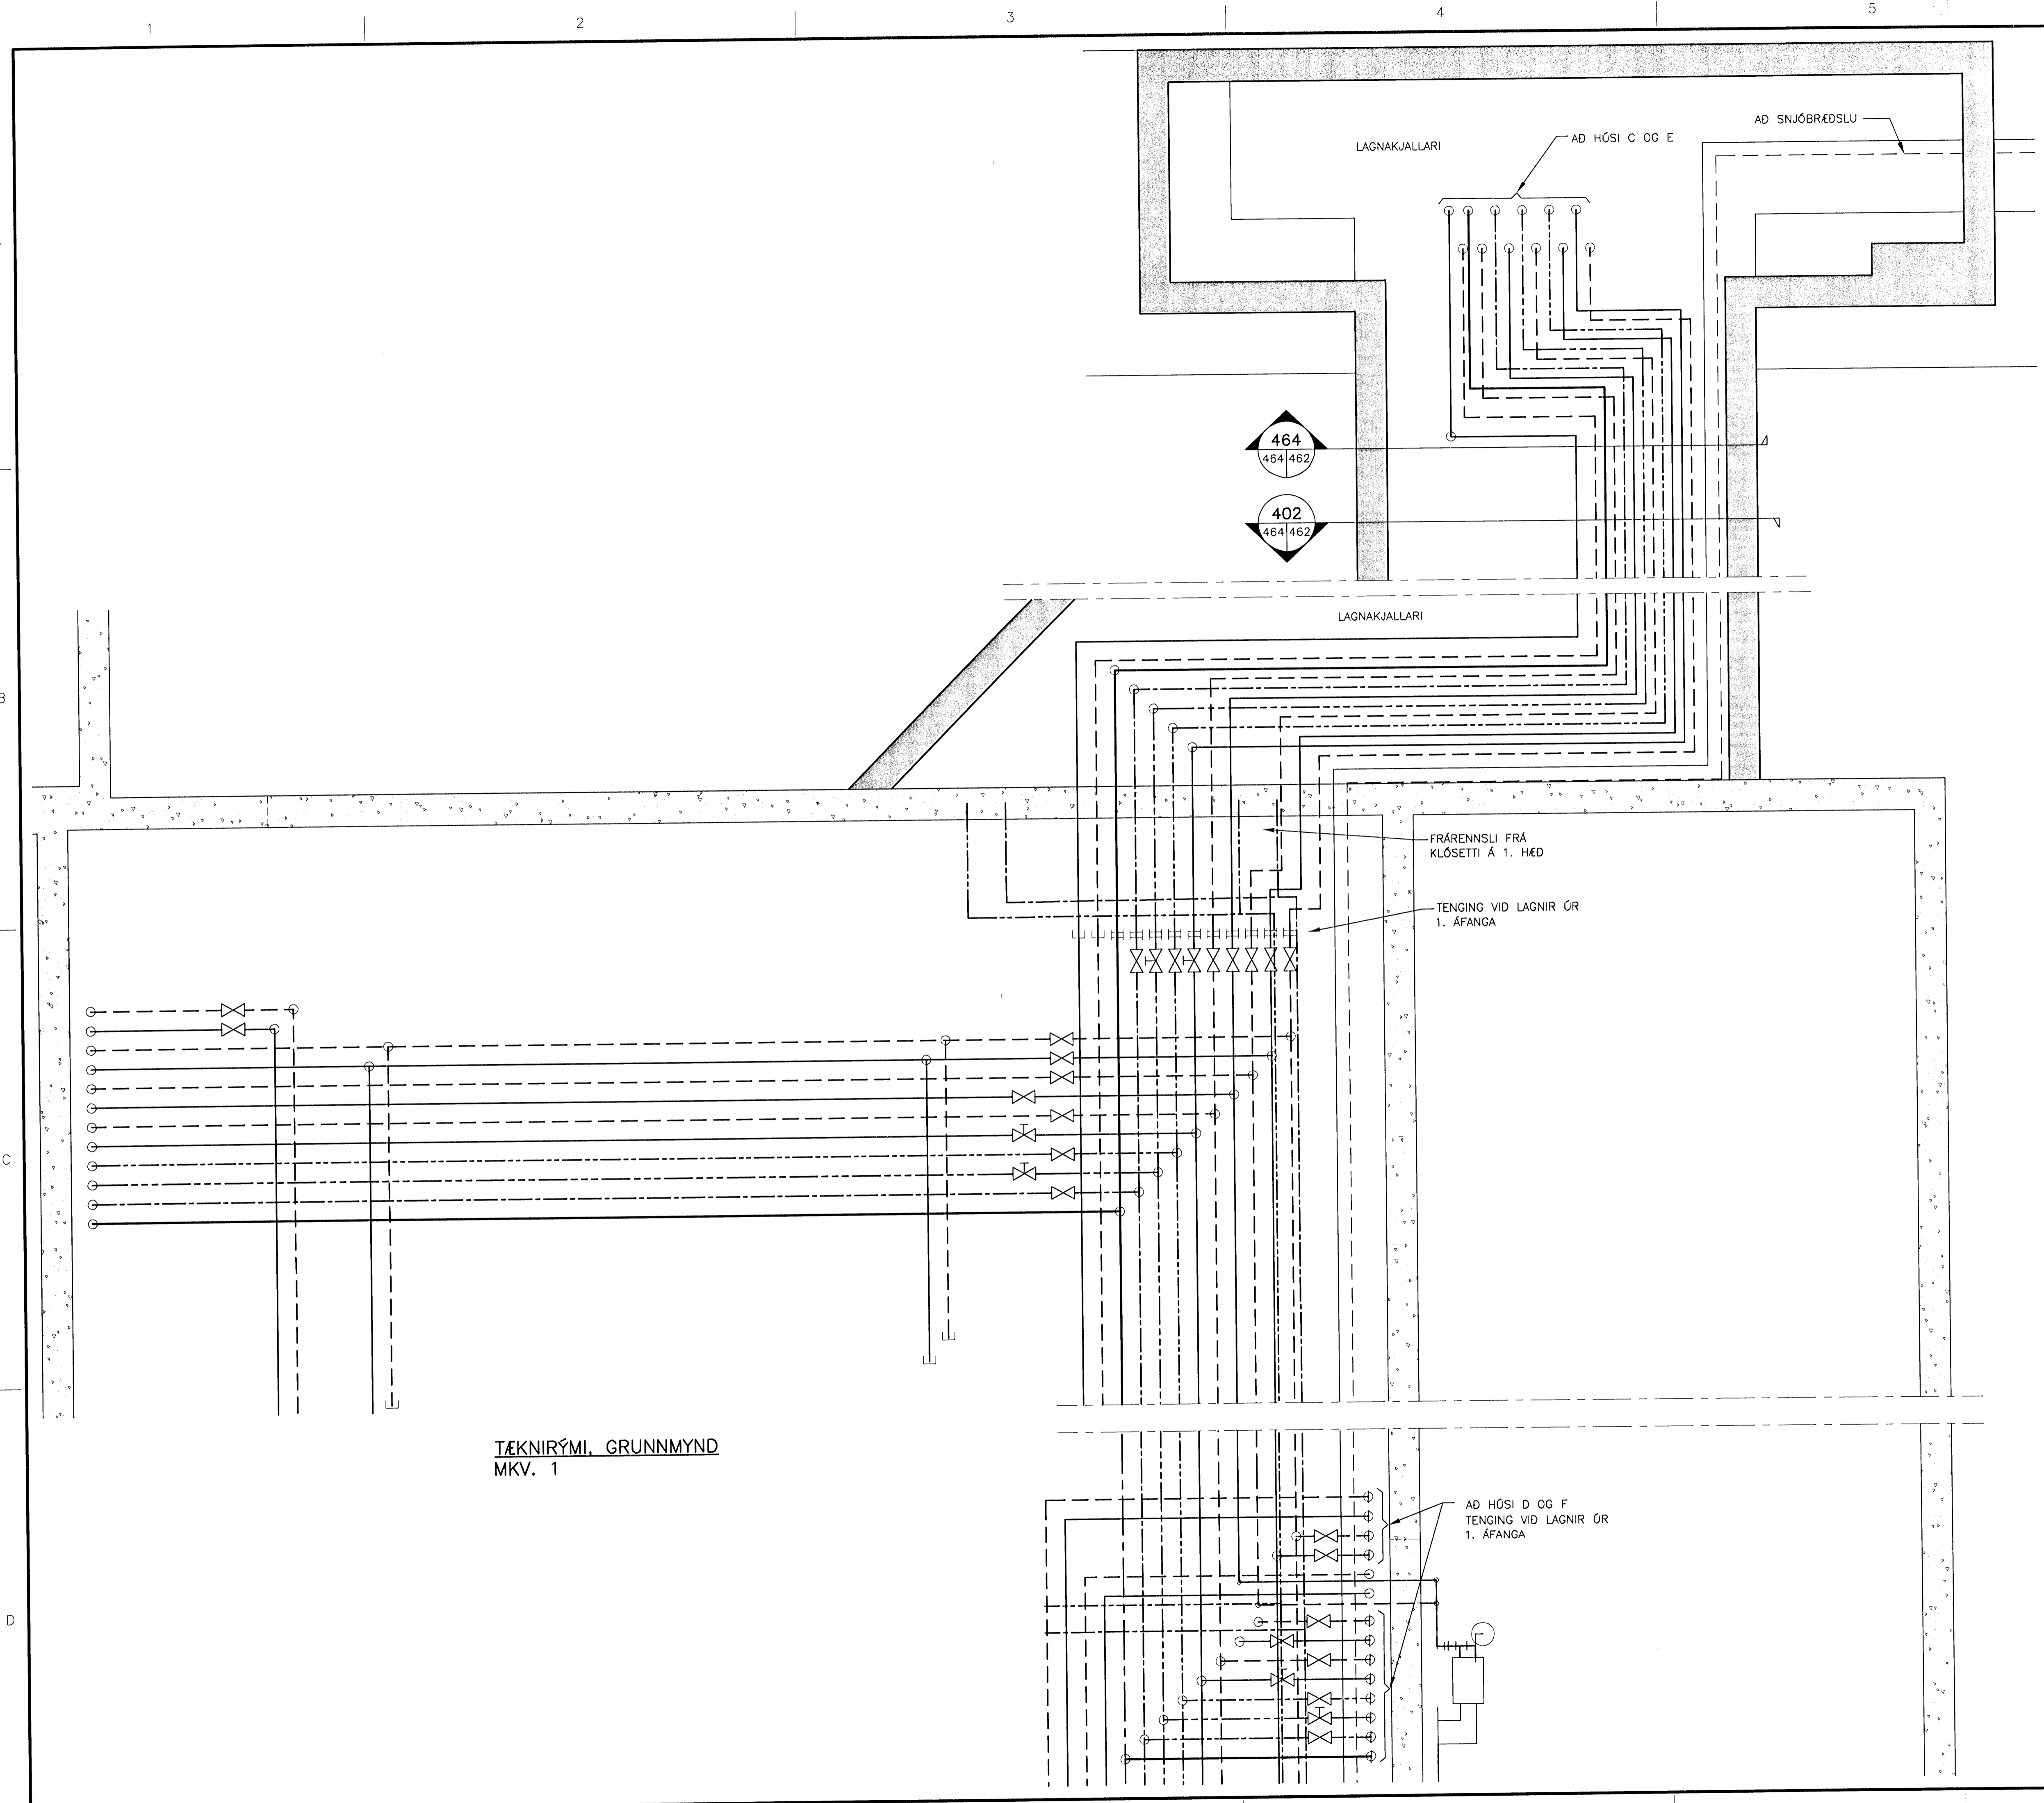 1
2
3
4
5
AÐ SNJÓBRÆÐSLU
LAGNAKJALLARI
AÐ HÚSI C OG E
464
464 462
402
464 462
LAGNAKJALLARI
B
FRÁRENNSLI FRÁ
KLÓSETTI Á 1. HÆÐ
TENGING VIÐ LAGNIR ÚR
1. ÁFANGA
C
TÆKNIRÝMI, GRUNNMYND
MKV. 1
AÐ HÚSI D OG F
TENGING VIÐ LAGNIR ÚR
1. ÁFANGA
D